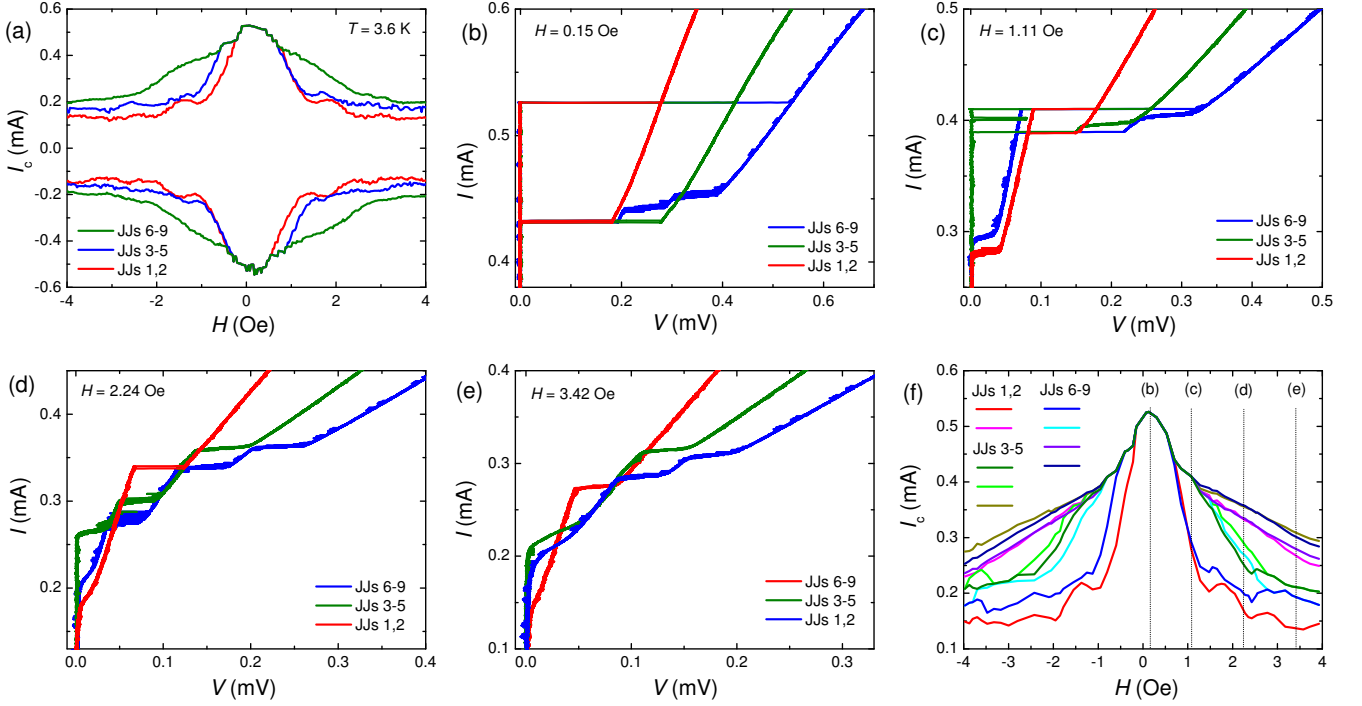 (a)
T = 3.6 K
0.6
0.4
0.2
0.0
-0.2
-0.4
-0.6
I_c (mA)
JJs 6-9
JJs 3-5
JJs 1,2
-4
-2
0
2
4
H (Oe)
(b)
H = 0.15 Oe
0.6
0.5
0.4
I (mA)
JJs 6-9
JJs 3-5
JJs 1,2
0.0
0.2
0.4
0.6
V (mV)
(c)
H = 1.11 Oe
0.5
0.4
0.3
I (mA)
JJs 6-9
JJs 3-5
JJs 1,2
0.0
0.1
0.2
0.3
0.4
0.5
V (mV)
(d)
H = 2.24 Oe
0.4
0.3
0.2
I (mA)
JJs 6-9
JJs 3-5
JJs 1,2
0.0
0.1
0.2
0.3
0.4
V (mV)
(e)
H = 3.42 Oe
0.4
0.3
0.2
0.1
I (mA)
JJs 6-9
JJs 3-5
JJs 1,2
0.0
0.1
0.2
0.3
V (mV)
(f)
JJs 1,2
JJs 6-9
JJs 3-5
(b)
(c)
(d)
(e)
0.6
0.5
0.4
0.3
0.2
0.1
I_c (mA)
-4
-3
-2
-1
0
1
2
3
4
H (Oe)